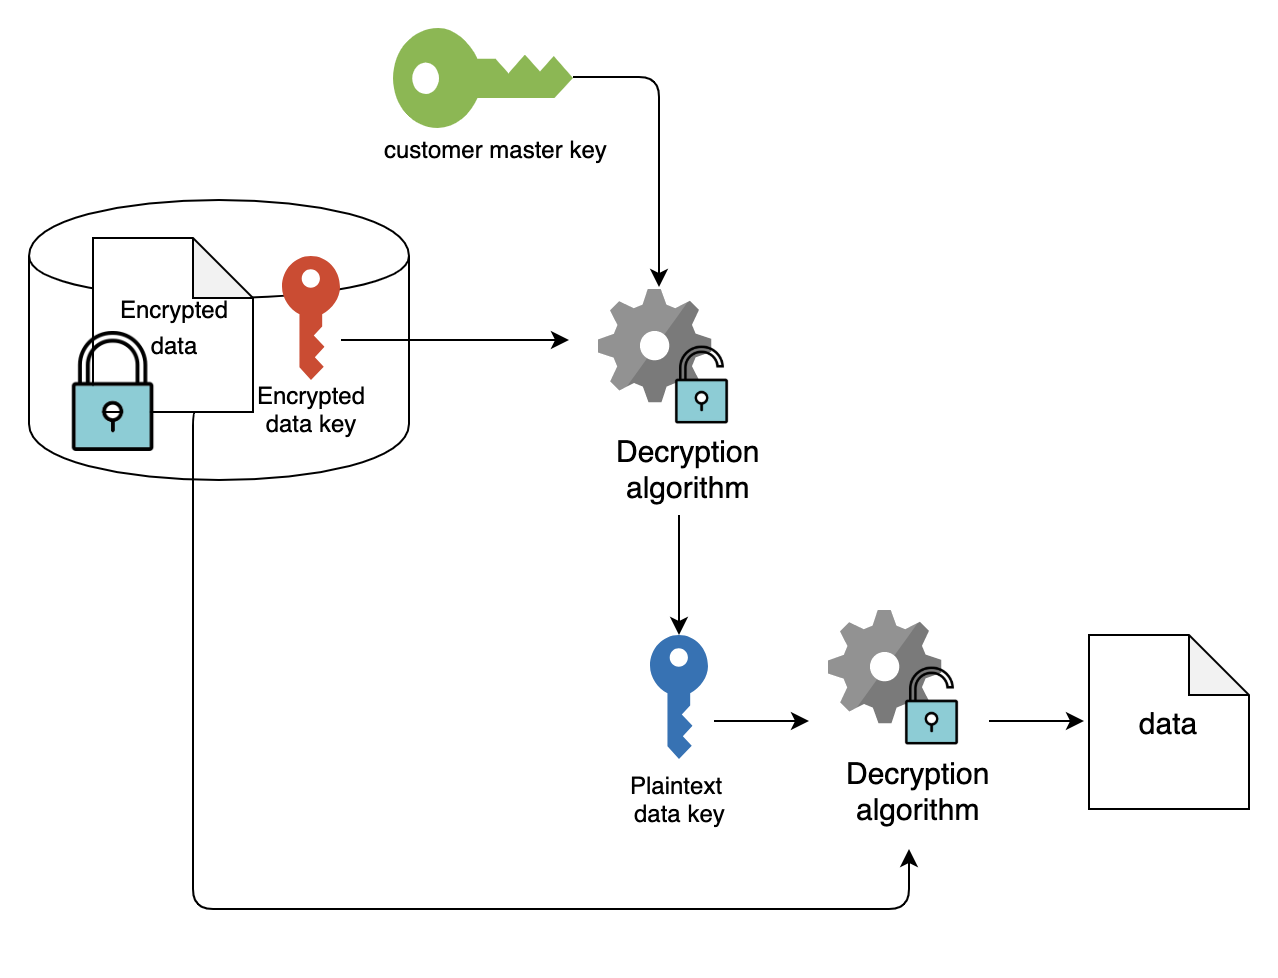 customer master key
Encrypted
data
Encrypted
data key
Decryption
algorithm
Plaintext
data key
Decryption
algorithm
data